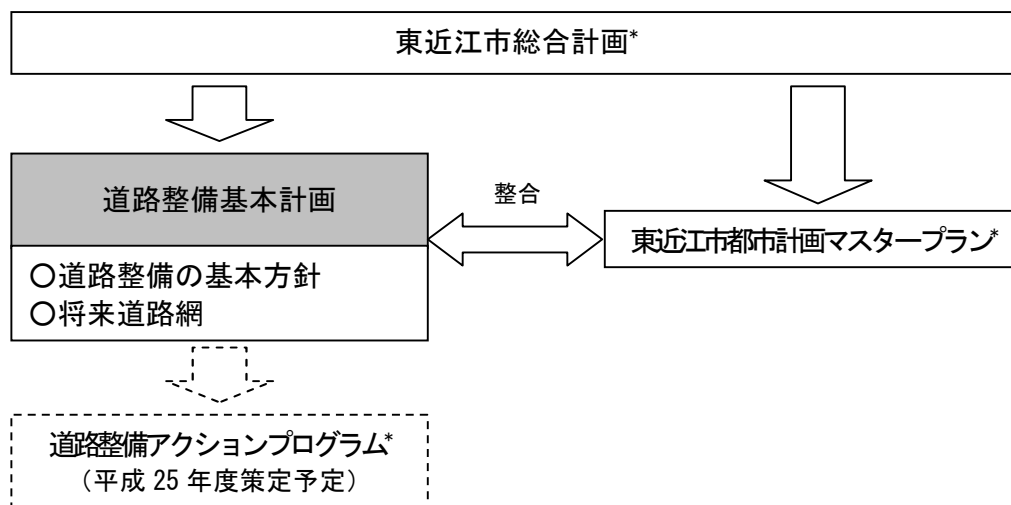 東近江市総合計画*
道路整備基本計画
整合
東近江市都市計画マスタープラン*
〇道路整備の基本方針
〇将来道路網
道路整備アクションプログラム*
（平成 25 年度策定予定）